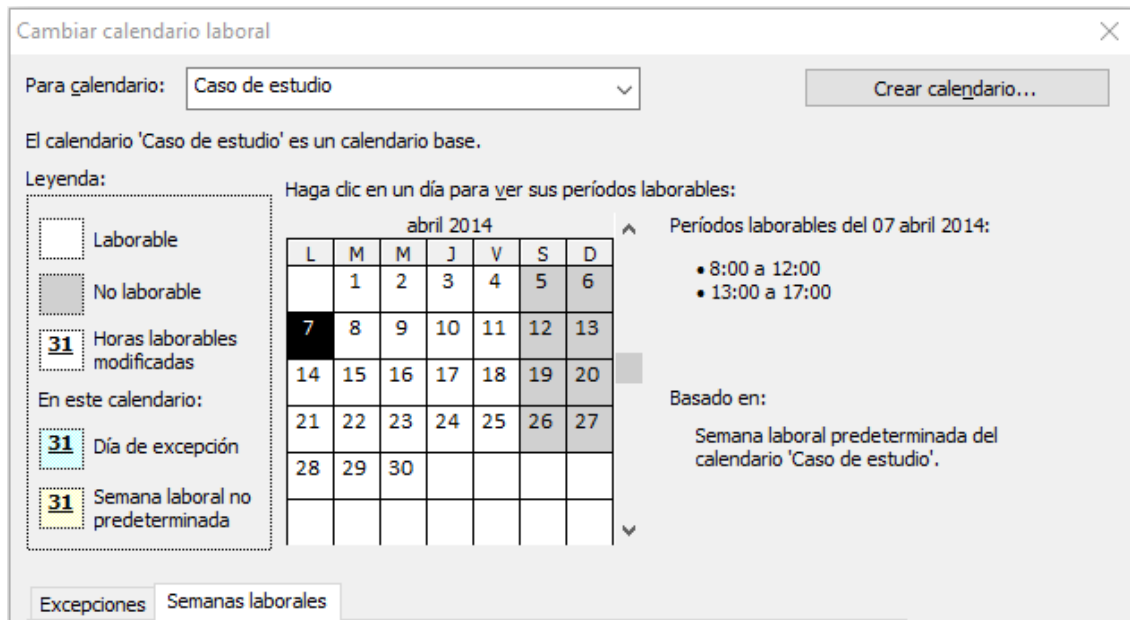 Cambiar calendario laboral
Para calendario: Caso de estudio
Crear calendario...
El calendario 'Caso de estudio' es un calendario base.
Leyenda:
Laborable
No laborable
31 Horas laborables
modificadas
En este calendario:
31 Día de excepción
31 Semana laboral no
predeterminada
Haga clic en un día para ver sus períodos laborables:
abril 2014
L M M J V S D
1 2 3 4 5 6
7 8 9 10 11 12 13
14 15 16 17 18 19 20
21 22 23 24 25 26 27
28 29 30
Períodos laborables del 07 abril 2014:
• 8:00 a 12:00
• 13:00 a 17:00
Basado en:
Semana laboral predeterminada del
calendario 'Caso de estudio'.
Excepciones Semanas laborales